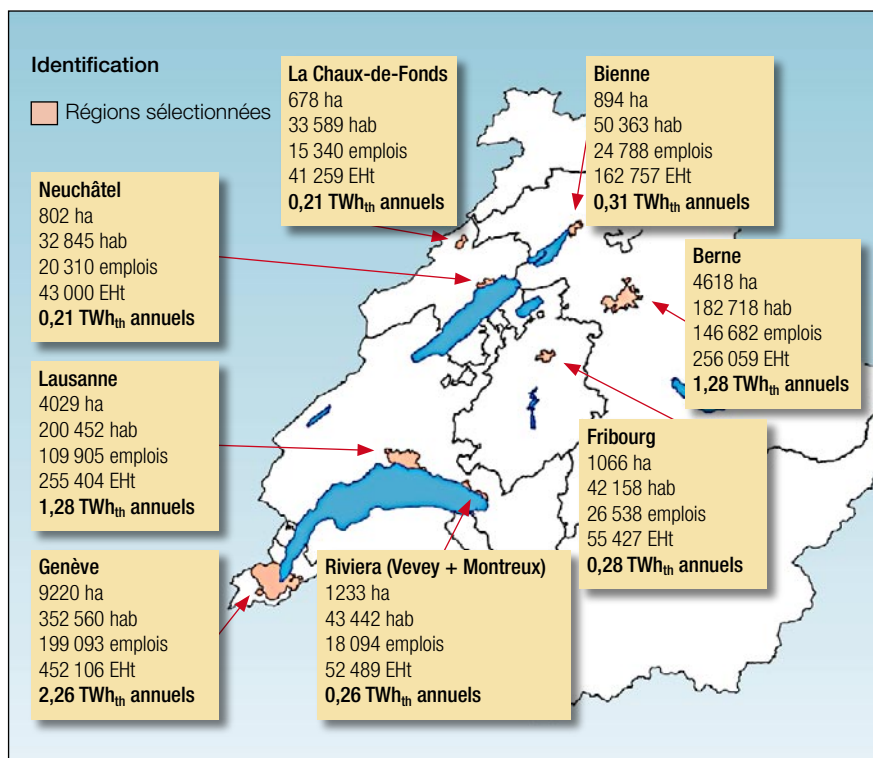 Identification
Régions sélectionnées
La Chaux-de-Fonds
678 ha
33 589 hab
15 340 emplois
41 259 EHt
0,21 TWhth annuels
Bienne
894 ha
50 363 hab
24 788 emplois
162 757 EHt
0,31 TWhth annuels
Neuchâtel
802 ha
32 845 hab
20 310 emplois
43 000 EHt
0,21 TWhth annuels
Berne
4618 ha
182 718 hab
146 682 emplois
256 059 EHt
1,28 TWhth annuels
Lausanne
4029 ha
200 452 hab
109 905 emplois
255 404 EHt
1,28 TWhth annuels
Fribourg
1066 ha
42 158 hab
26 538 emplois
55 427 EHt
0,28 TWhth annuels
Genève
9220 ha
352 560 hab
199 093 emplois
452 106 EHt
2,26 TWhth annuels
Riviera (Vevey + Montreux)
1233 ha
43 442 hab
18 094 emplois
52 489 EHt
0,26 TWhth annuels